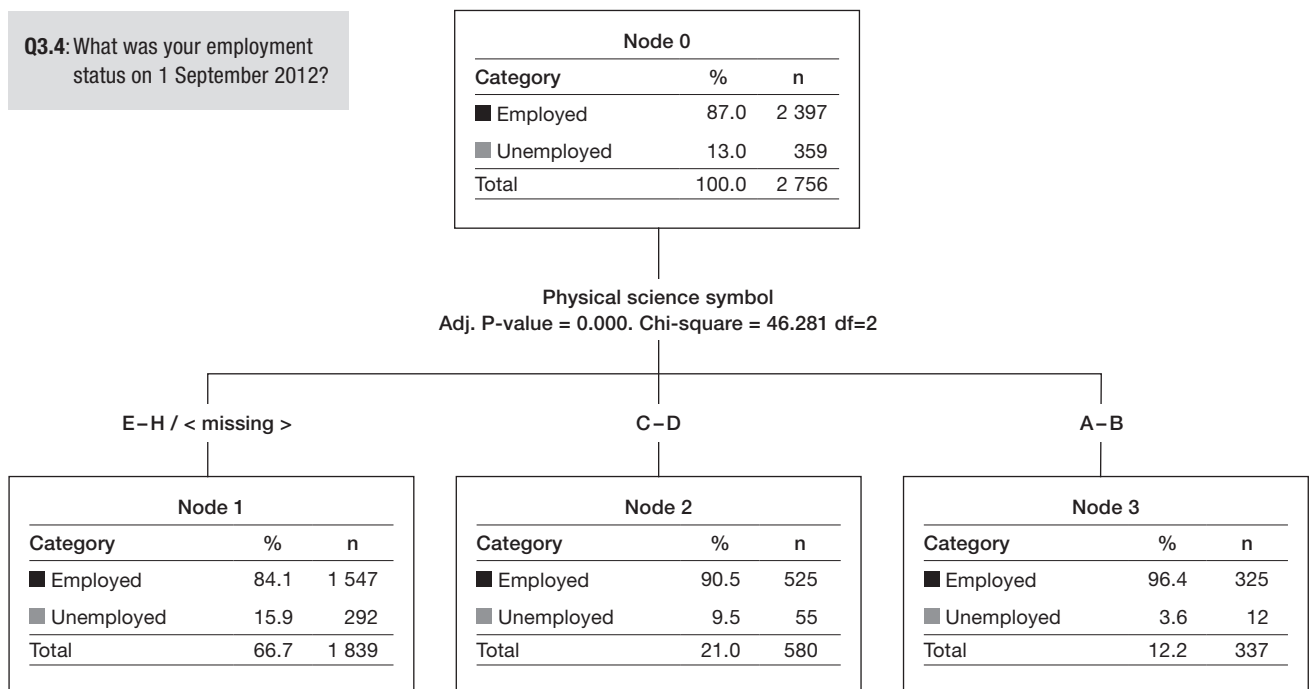 Q3.4: What was your employment
status on 1 September 2012?
Node 0
Category % n
Employed 87.0 2 397
Unemployed 13.0 359
Total 100.0 2 756
Physical science symbol
Adj. P-value = 0.000. Chi-square = 46.281 df=2
E–H / < missing >
C–D
A–B
Node 1
Category % n
Employed 84.1 1 547
Unemployed 15.9 292
Total 66.7 1 839
Node 2
Category % n
Employed 90.5 525
Unemployed 9.5 55
Total 21.0 580
Node 3
Category % n
Employed 96.4 325
Unemployed 3.6 12
Total 12.2 337